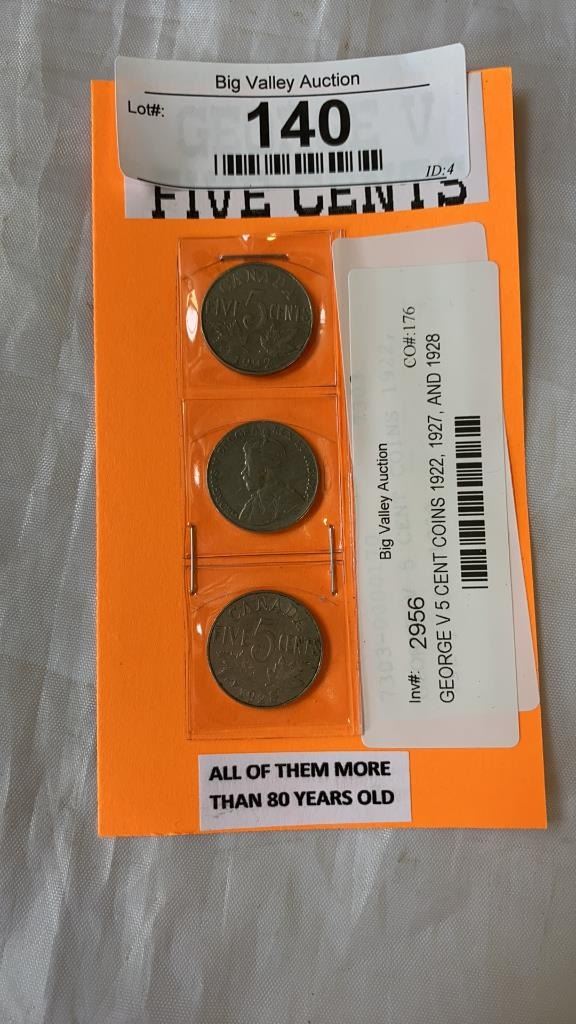 Big Valley Auction
Lot#:
140
ID:4
FIVE CENTS
CANADA
FIVE 5 CENTS
CANADA
FIVE 5 CENTS
Big Valley Auction
Inv#: 2956 CO#:176
GEORGE V 5 CENT COINS 1922, 1927, AND 1928
ALL OF THEM MORE
THAN 80 YEARS OLD